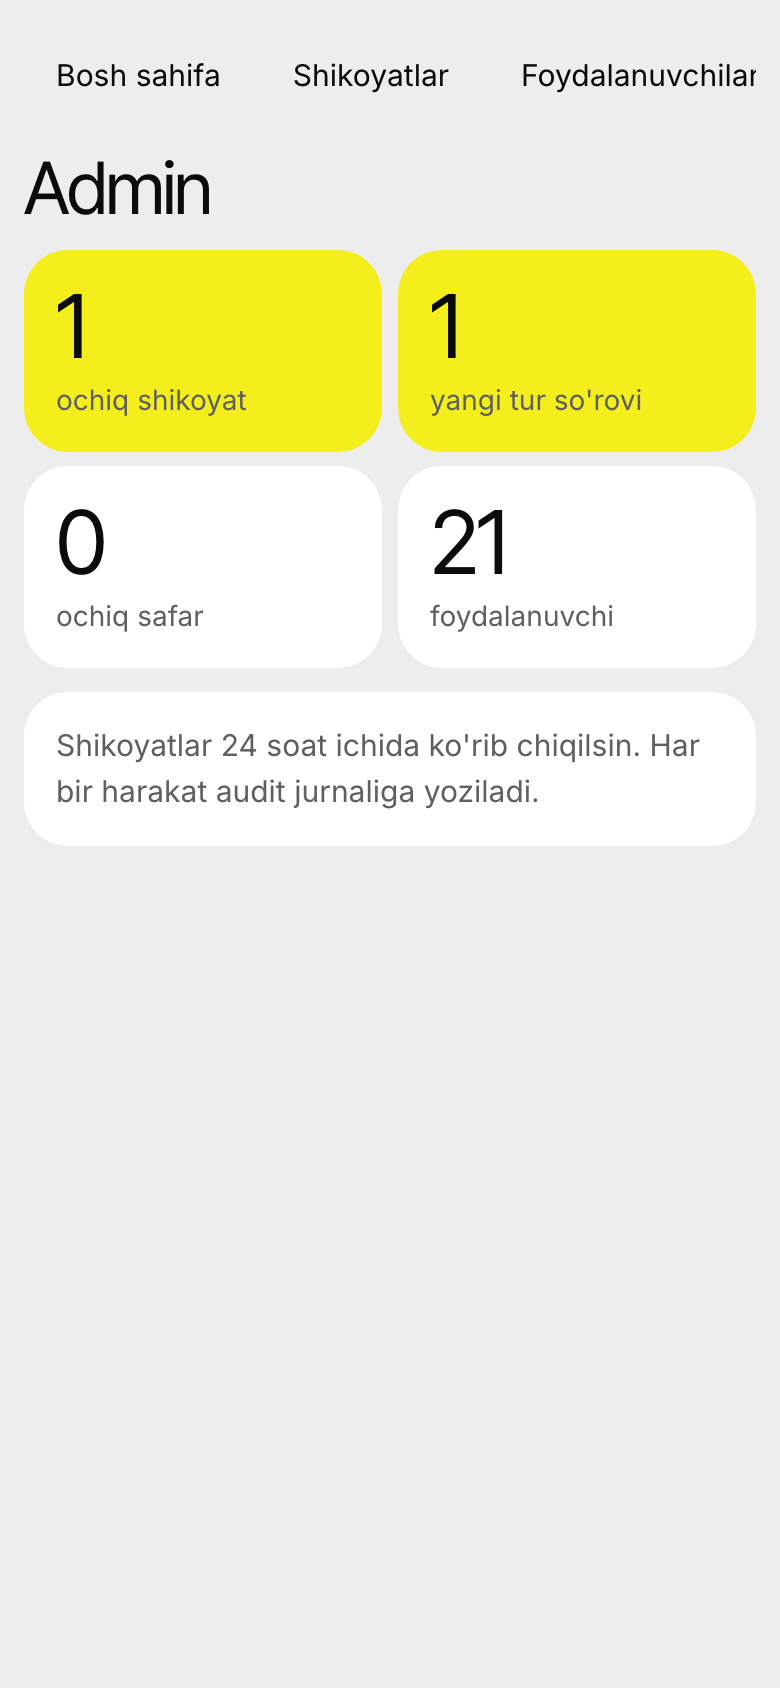 Bosh sahifa Shikoyatlar Foydalanuvchilar
Admin
1
ochiq shikoyat
1
yangi tur so'rovi
0
ochiq safar
21
foydalanuvchi
Shikoyatlar 24 soat ichida ko'rib chiqilsin. Har
bir harakat audit jurnaliga yoziladi.